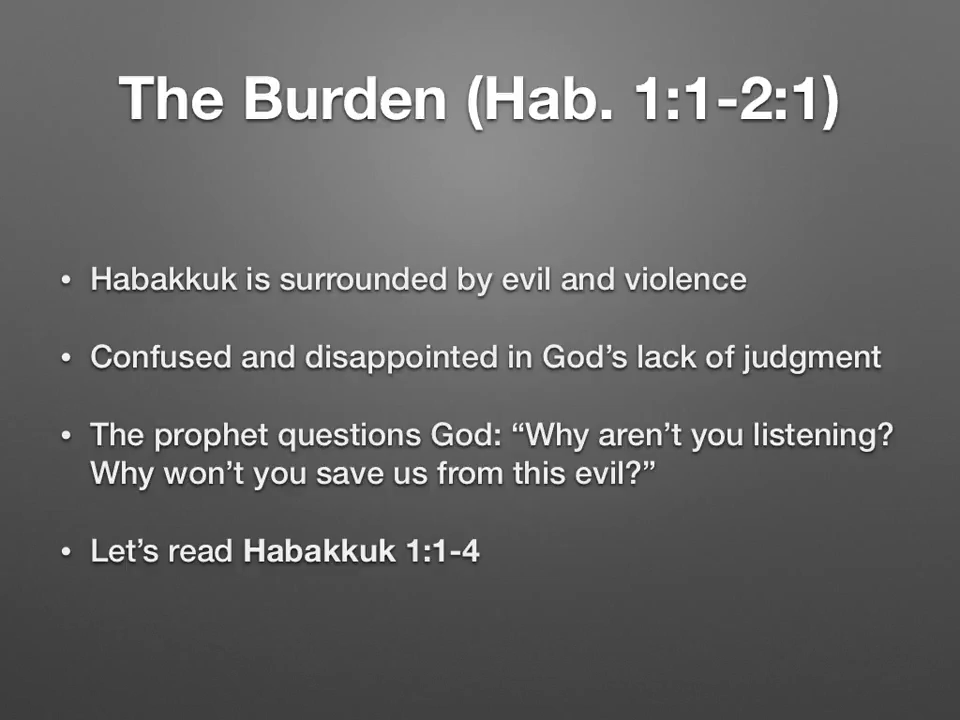 The Burden (Hab. 1:1-2:1)
• Habakkuk is surrounded by evil and violence
• Confused and disappointed in God’s lack of judgment
• The prophet questions God: “Why aren’t you listening?
Why won’t you save us from this evil?”
• Let’s read Habakkuk 1:1-4